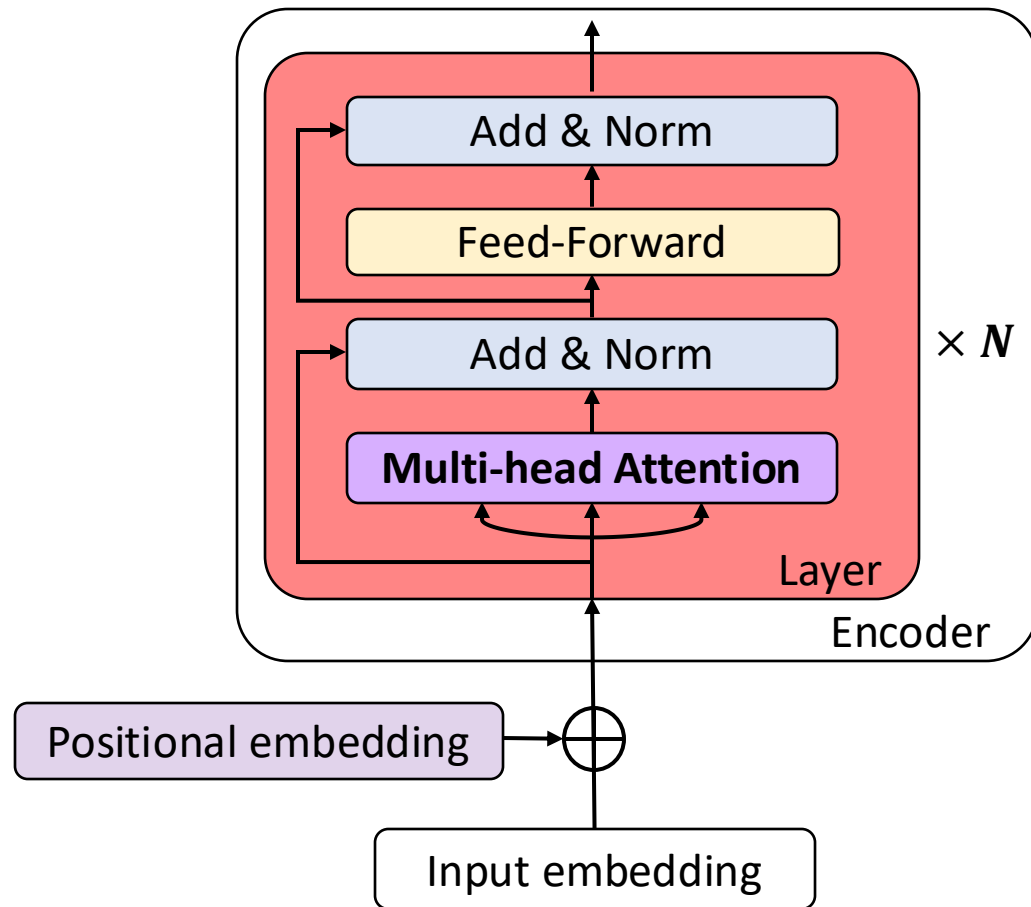 Add & Norm
Feed-Forward
Add & Norm
× N
Multi-head Attention
Layer
Encoder
Positional embedding
Input embedding